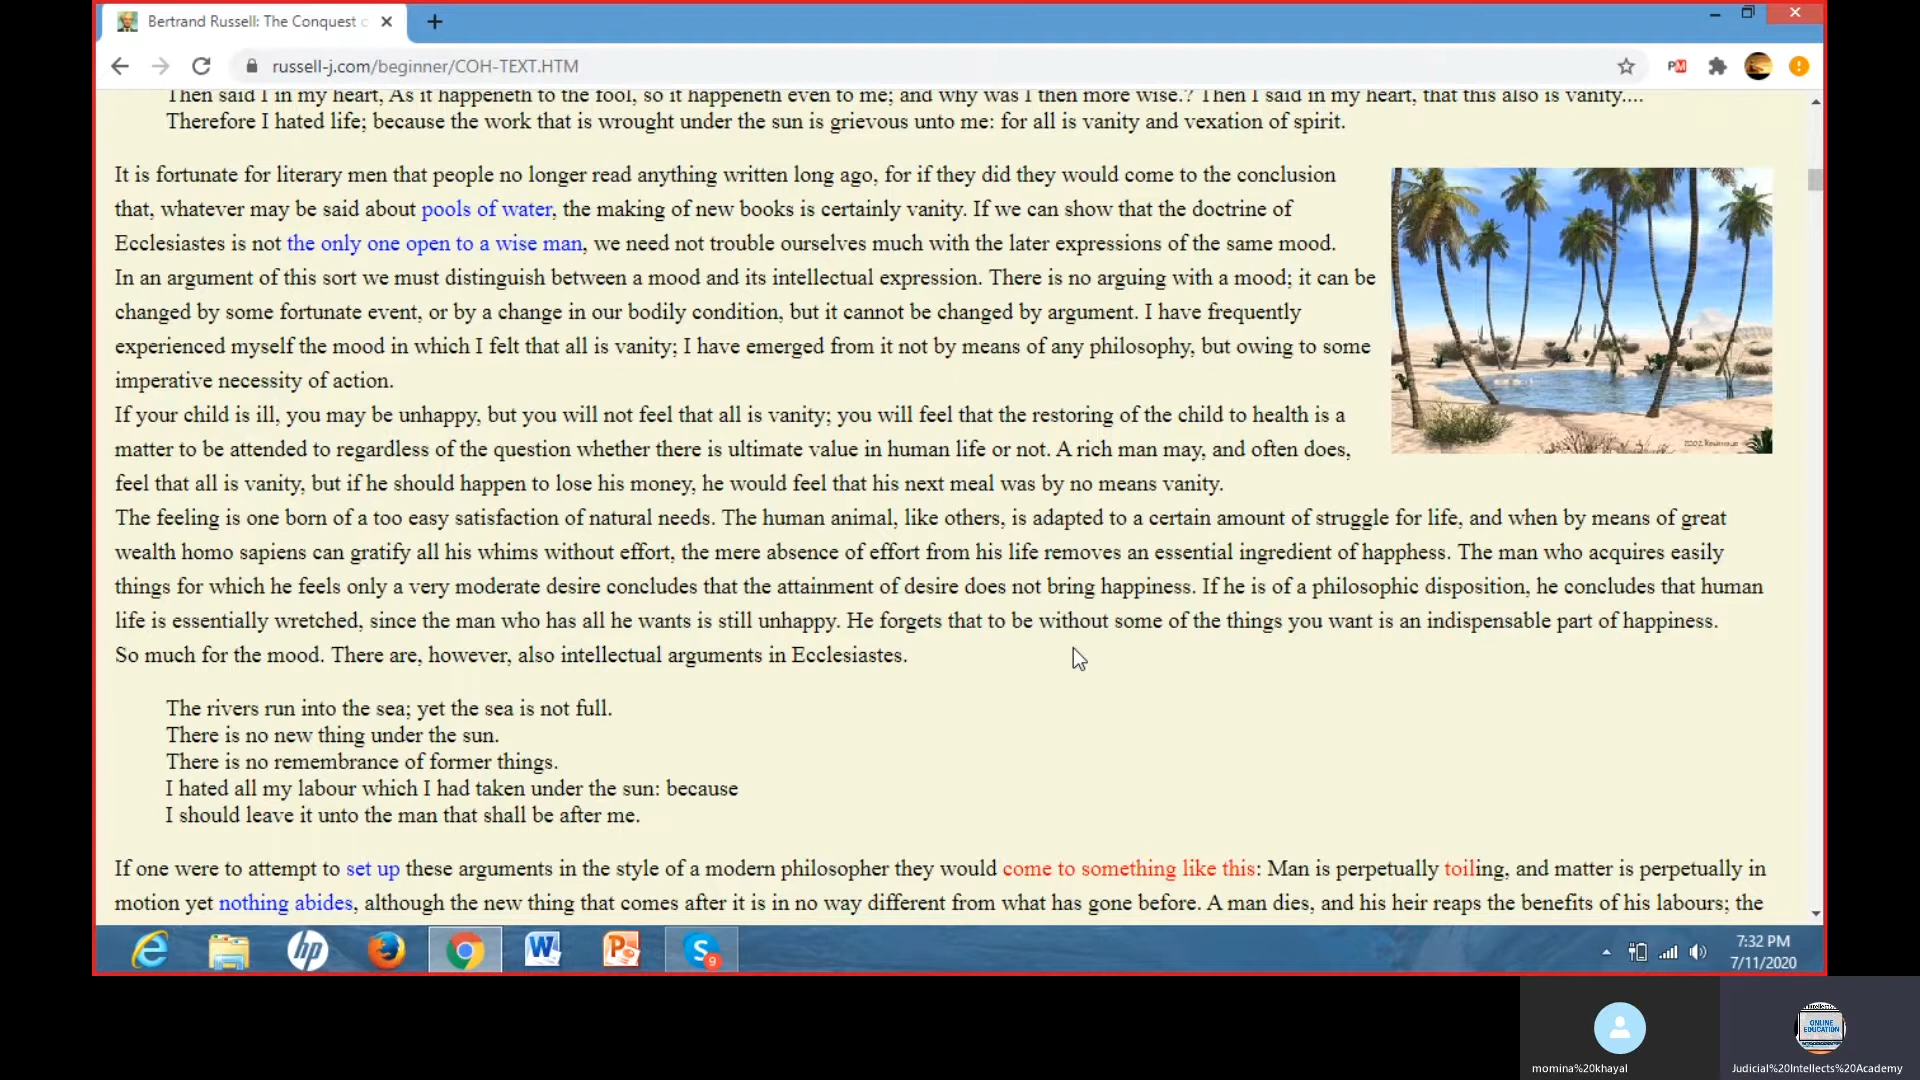 Bertrand Russell: The Conquest o
russell-j.com/beginner/COH-TEXT.HTM
Then said I in my heart, As it happeneth to the fool, so it happeneth even to me; and why was I then more wise.? Then I said in my heart, that this also is vanity....
Therefore I hated life; because the work that is wrought under the sun is grievous unto me: for all is vanity and vexation of spirit.
It is fortunate for literary men that people no longer read anything written long ago, for if they did they would come to the conclusion
that, whatever may be said about pools of water, the making of new books is certainly vanity. If we can show that the doctrine of
Ecclesiastes is not the only one open to a wise man, we need not trouble ourselves much with the later expressions of the same mood.
In an argument of this sort we must distinguish between a mood and its intellectual expression. There is no arguing with a mood; it can be
changed by some fortunate event, or by a change in our bodily condition, but it cannot be changed by argument. I have frequently
experienced myself the mood in which I felt that all is vanity; I have emerged from it not by means of any philosophy, but owing to some
imperative necessity of action.
If your child is ill, you may be unhappy, but you will not feel that all is vanity; you will feel that the restoring of the child to health is a
matter to be attended to regardless of the question whether there is ultimate value in human life or not. A rich man may, and often does,
feel that all is vanity, but if he should happen to lose his money, he would feel that his next meal was by no means vanity.
The feeling is one born of a too easy satisfaction of natural needs. The human animal, like others, is adapted to a certain amount of struggle for life, and when by means of great
wealth homo sapiens can gratify all his whims without effort, the mere absence of effort from his life removes an essential ingredient of happhess. The man who acquires easily
things for which he feels only a very moderate desire concludes that the attainment of desire does not bring happiness. If he is of a philosophic disposition, he concludes that human
life is essentially wretched, since the man who has all he wants is still unhappy. He forgets that to be without some of the things you want is an indispensable part of happiness.
So much for the mood. There are, however, also intellectual arguments in Ecclesiastes.
The rivers run into the sea; yet the sea is not full.
There is no new thing under the sun.
There is no remembrance of former things.
I hated all my labour which I had taken under the sun: because
I should leave it unto the man that shall be after me.
If one were to attempt to set up these arguments in the style of a modern philosopher they would come to something like this: Man is perpetually toiling, and matter is perpetually in
motion yet nothing abides, although the new thing that comes after it is in no way different from what has gone before. A man dies, and his heir reaps the benefits of his labours; the
9
7:32 PM
7/11/2020
ONLINE
EDUCATION
momina%20khayal
Judicial%20Intellects%20Academy